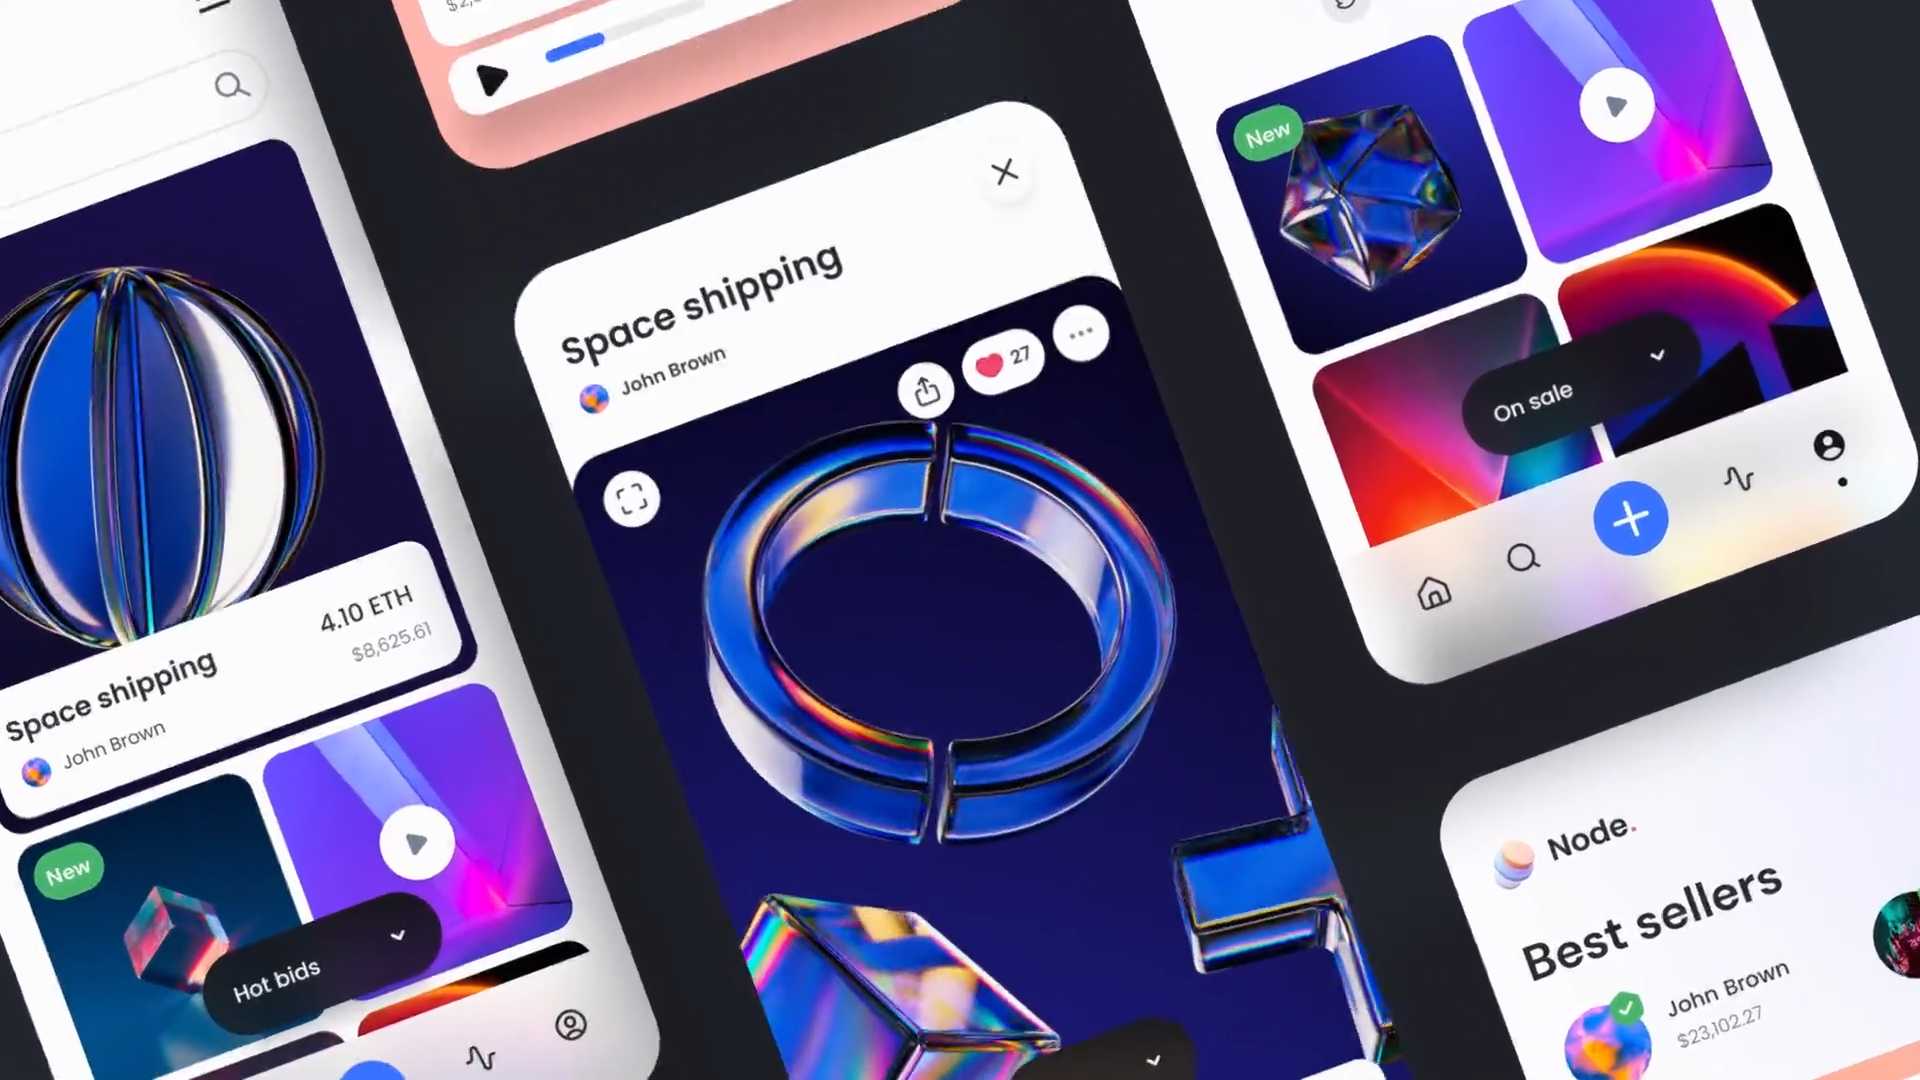 4.10 ETH
$8,625.61
Space shipping
John Brown
New
Hot bids
Space shipping
John Brown
27
New
On sale
Node.
Best sellers
John Brown
$23,102.27